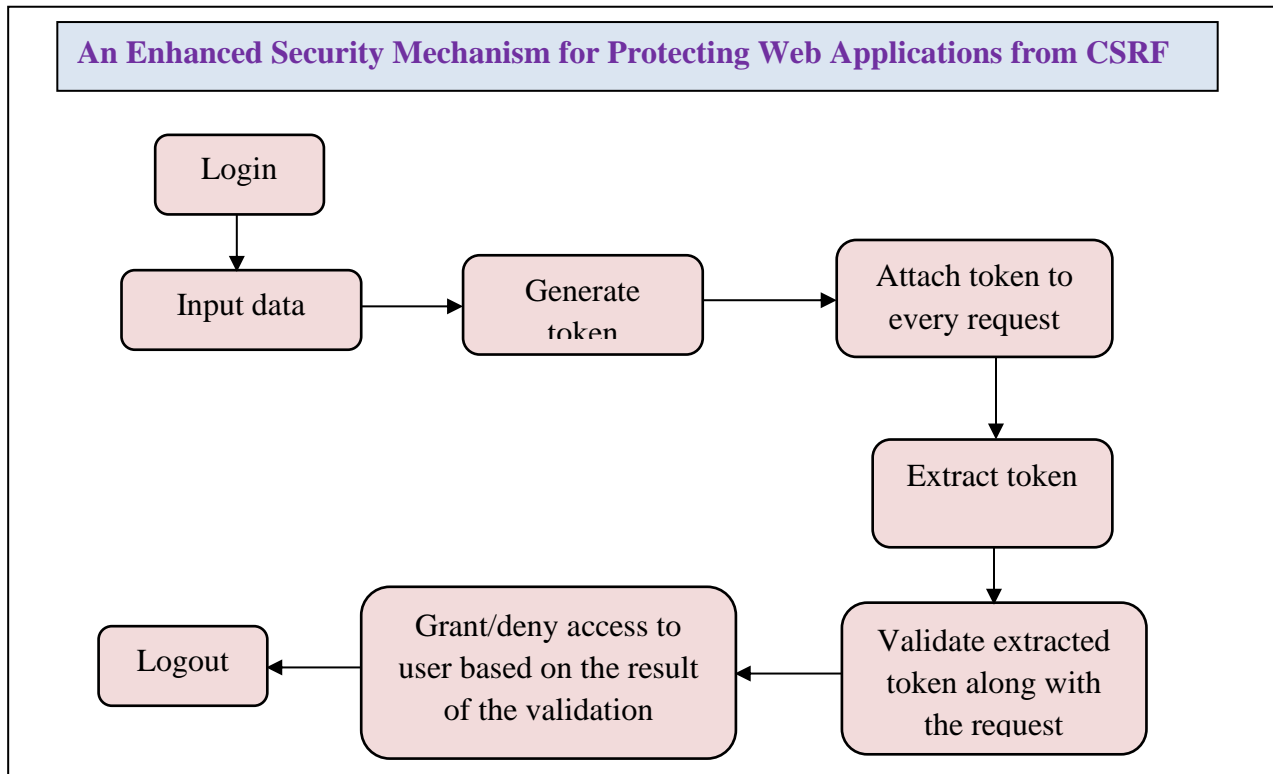 An Enhanced Security Mechanism for Protecting Web Applications from CSRF
Login
Input data
Generate
token
Attach token to
every request
Extract token
Validate extracted
token along with
the request
Grant/deny access to
user based on the result
of the validation
Logout